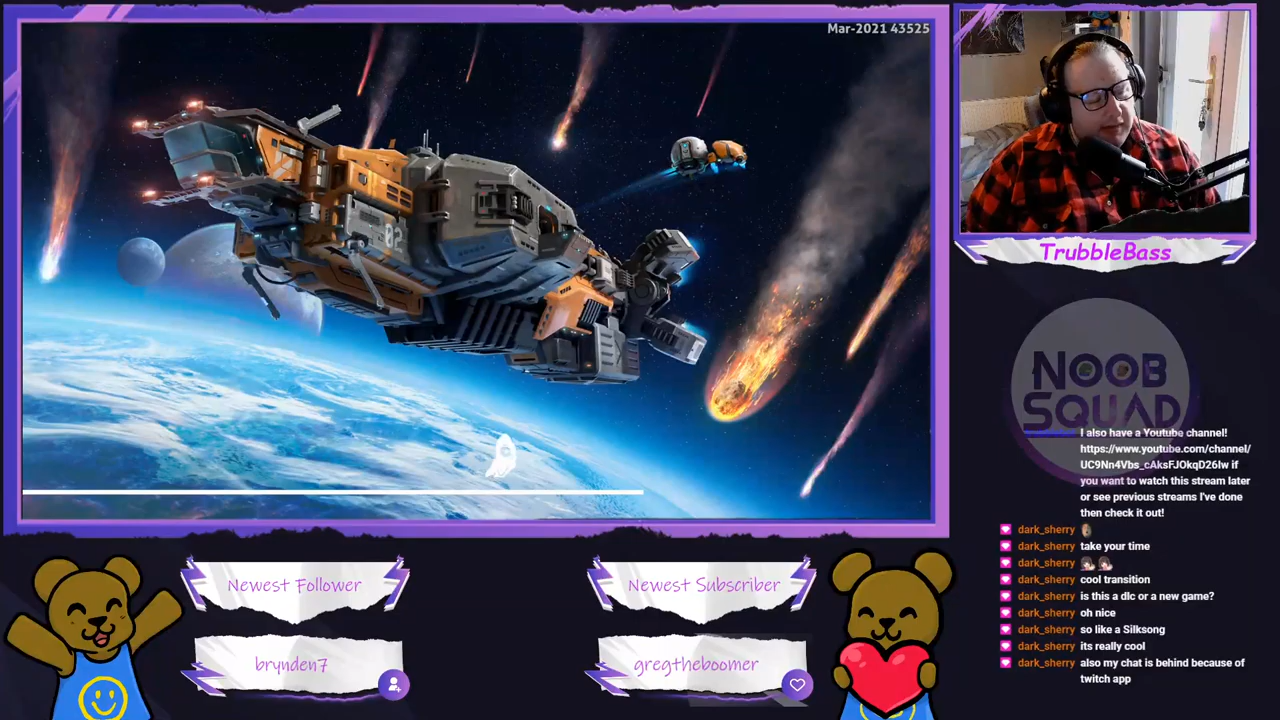 Mar-2021 43525
02
TrubbleBass
NOOB
SQUAD
I also have a Youtube channel!
https://www.youtube.com/channel/
UC9Nn4Vbs_cAksFJOkqD26Iw if
you want to watch this stream later
or see previous streams I've done
then check it out!
dark_sherry
dark_sherry take your time
dark_sherry
dark_sherry cool transition
dark_sherry is this a dlc or a new game?
dark_sherry oh nice
dark_sherry so like a Silksong
dark_sherry its really cool
dark_sherry also my chat is behind because of
twitch app
Newest Follower
brynden7
Newest Subscriber
gregtheboomer